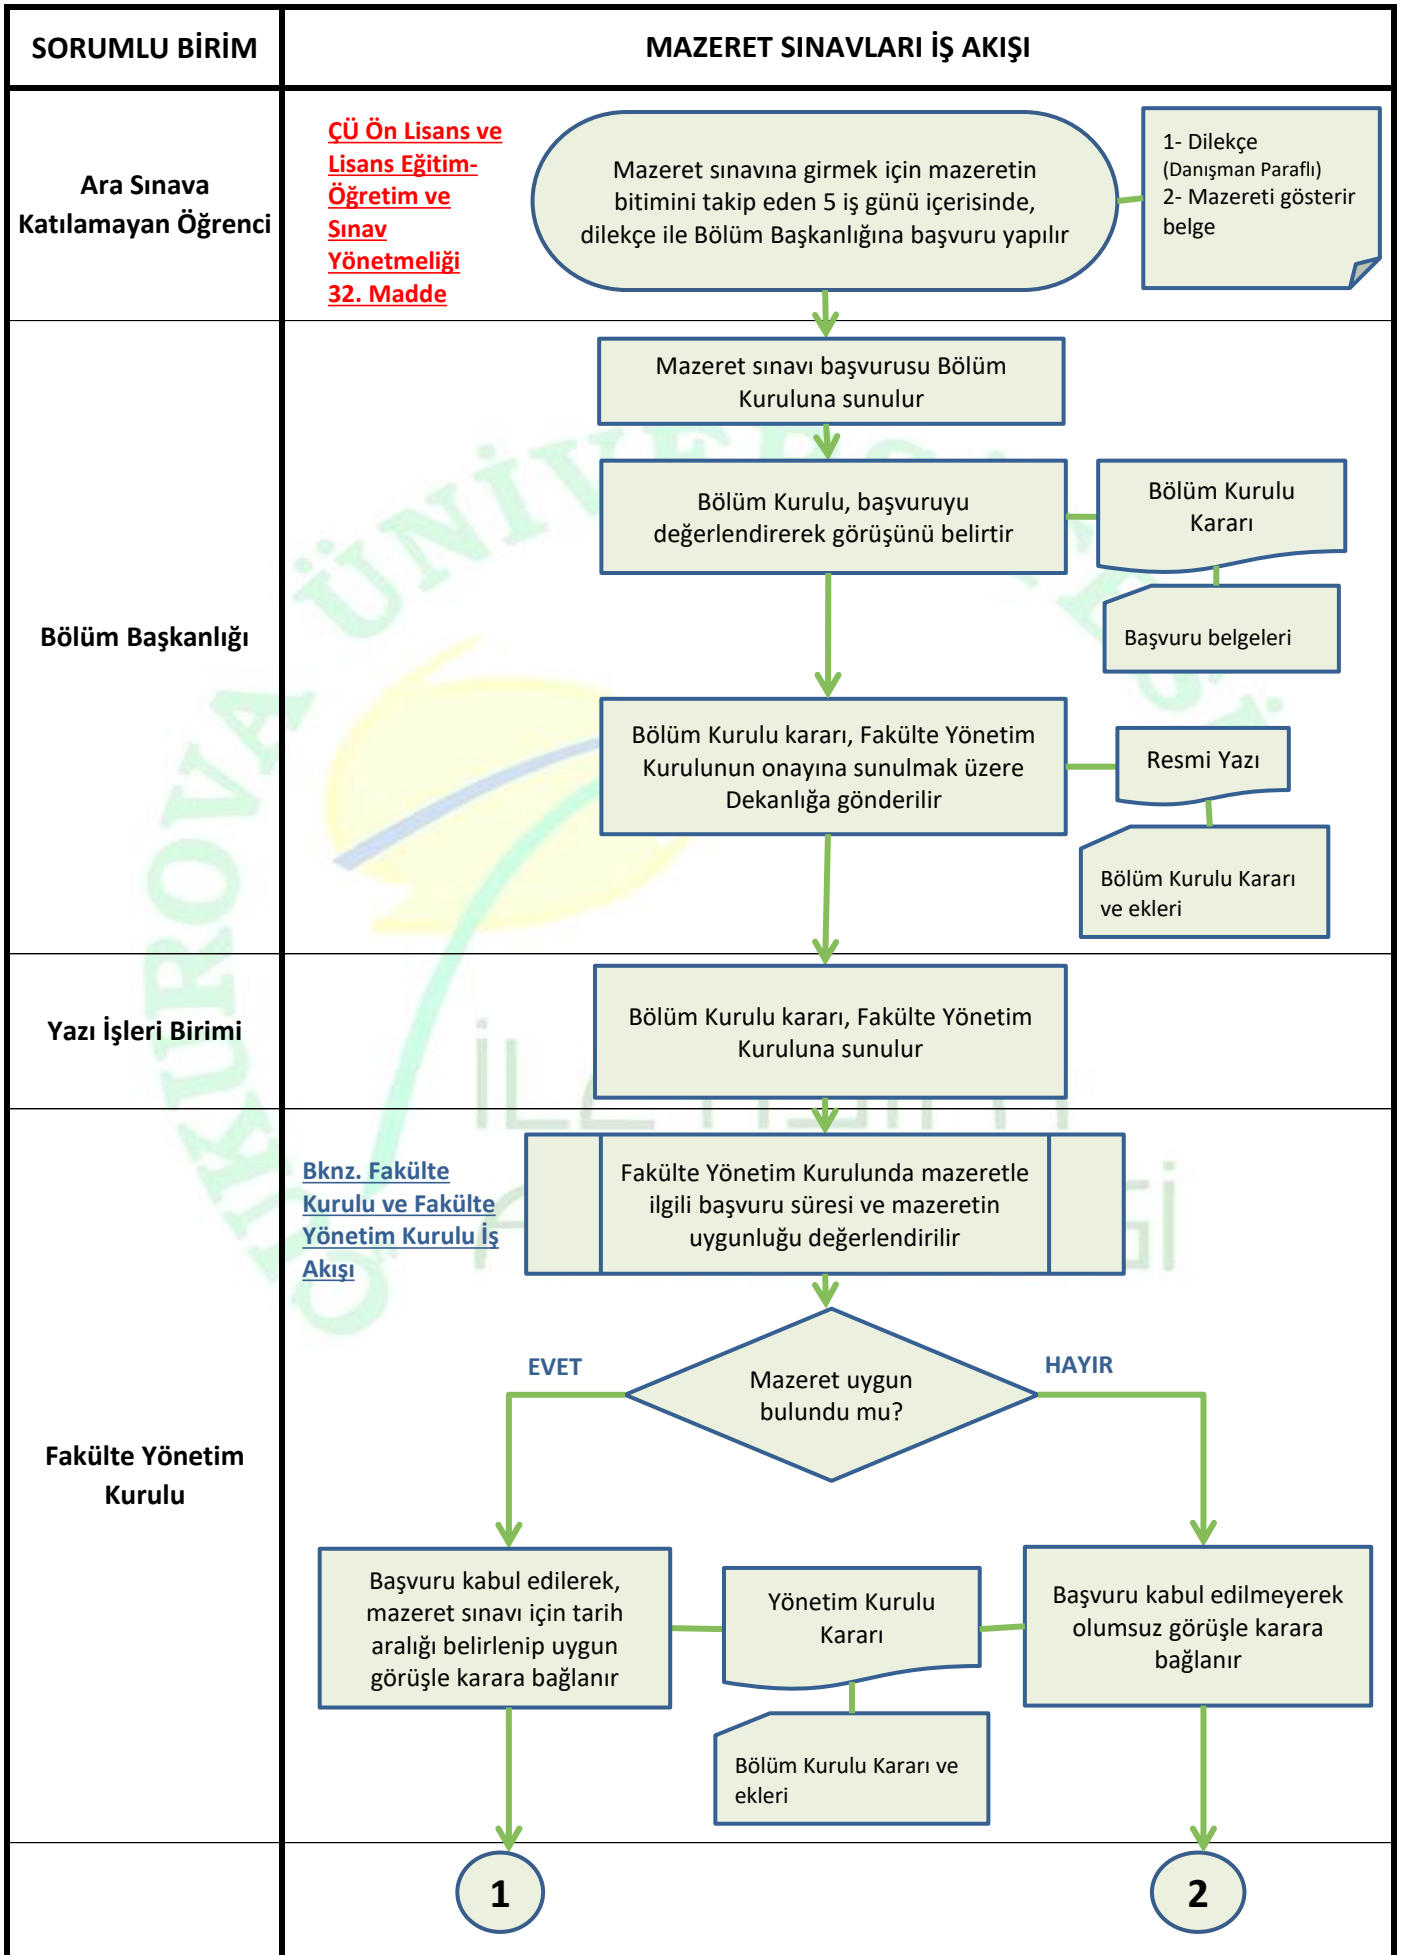 SORUMLU BİRİM
MAZERET SINAVLARI İŞ AKIŞI
Ara Sınava
Katılamayan Öğrenci
ÇÜ Ön Lisans ve
Lisans Eğitim-
Öğretim ve
Sınav
Yönetmeliği
32. Madde
Mazeret sınavına girmek için mazeretin
bitimini takip eden 5 iş günü içerisinde,
dilekçe ile Bölüm Başkanlığına başvuru yapılır
1- Dilekçe
(Danışman Paraflı)
2- Mazereti gösterir
belge
Bölüm Başkanlığı
Mazeret sınavı başvurusu Bölüm
Kuruluna sunulur
Bölüm Kurulu, başvuruyu
değerlendirerek görüşünü belirtir
Bölüm Kurulu
Kararı
Başvuru belgeleri
Bölüm Kurulu kararı, Fakülte Yönetim
Kurulunun onayına sunulmak üzere
Dekanlığa gönderilir
Resmi Yazı
Bölüm Kurulu Kararı
ve ekleri
Yazı İşleri Birimi
Bölüm Kurulu kararı, Fakülte Yönetim
Kuruluna sunulur
Fakülte Yönetim
Kurulu
Bknz. Fakülte
Kurulu ve Fakülte
Yönetim Kurulu İş
Akışı
Fakülte Yönetim Kurulunda mazeretle
ilgili başvuru süresi ve mazeretin
uygunluğu değerlendirilir
EVET
Mazeret uygun
bulundu mu?
HAYIR
Başvuru kabul edilerek,
mazeret sınavı için tarih
aralığı belirlenip uygun
görüşle karara bağlanır
Yönetim Kurulu
Kararı
Bölüm Kurulu Kararı ve
ekleri
Başvuru kabul edilmeyerek
olumsuz görüşle karara
bağlanır
1
2